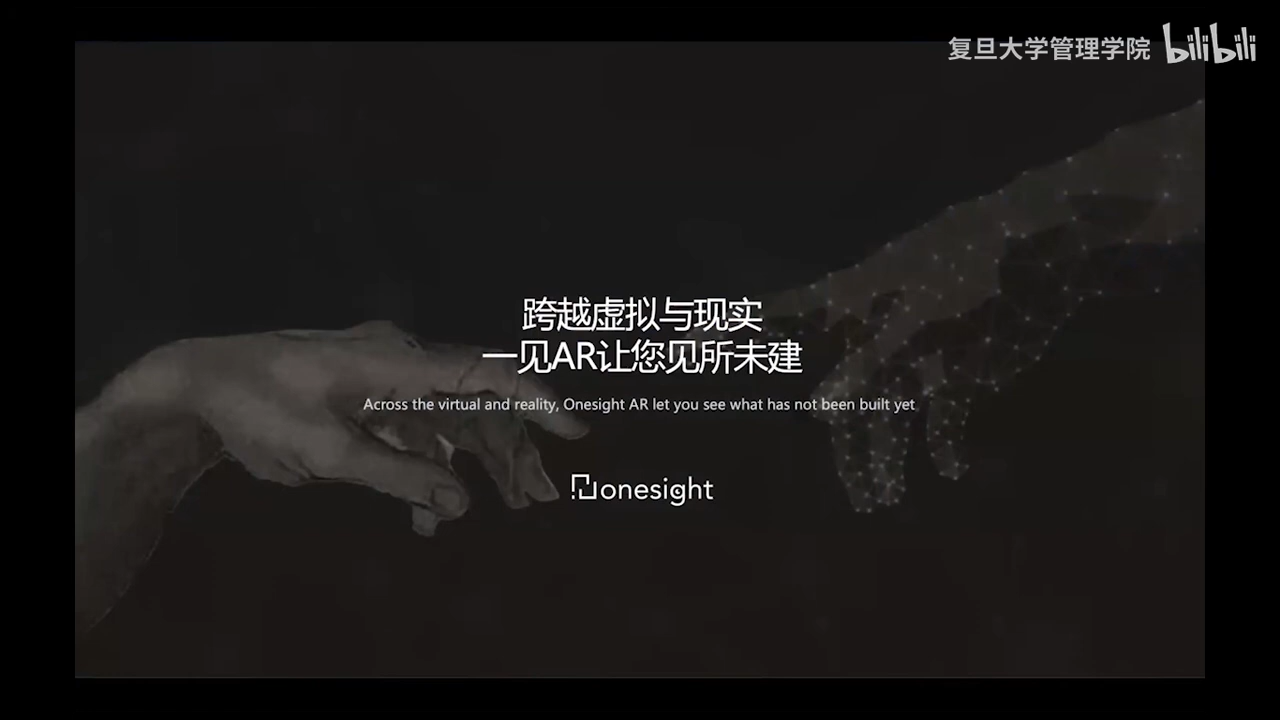 复旦大学管理学院 bilibili
跨越虚拟与现实
一见AR让您见所未建
Across the virtual and reality, Onesight AR let you see what has not been built yet
onesight